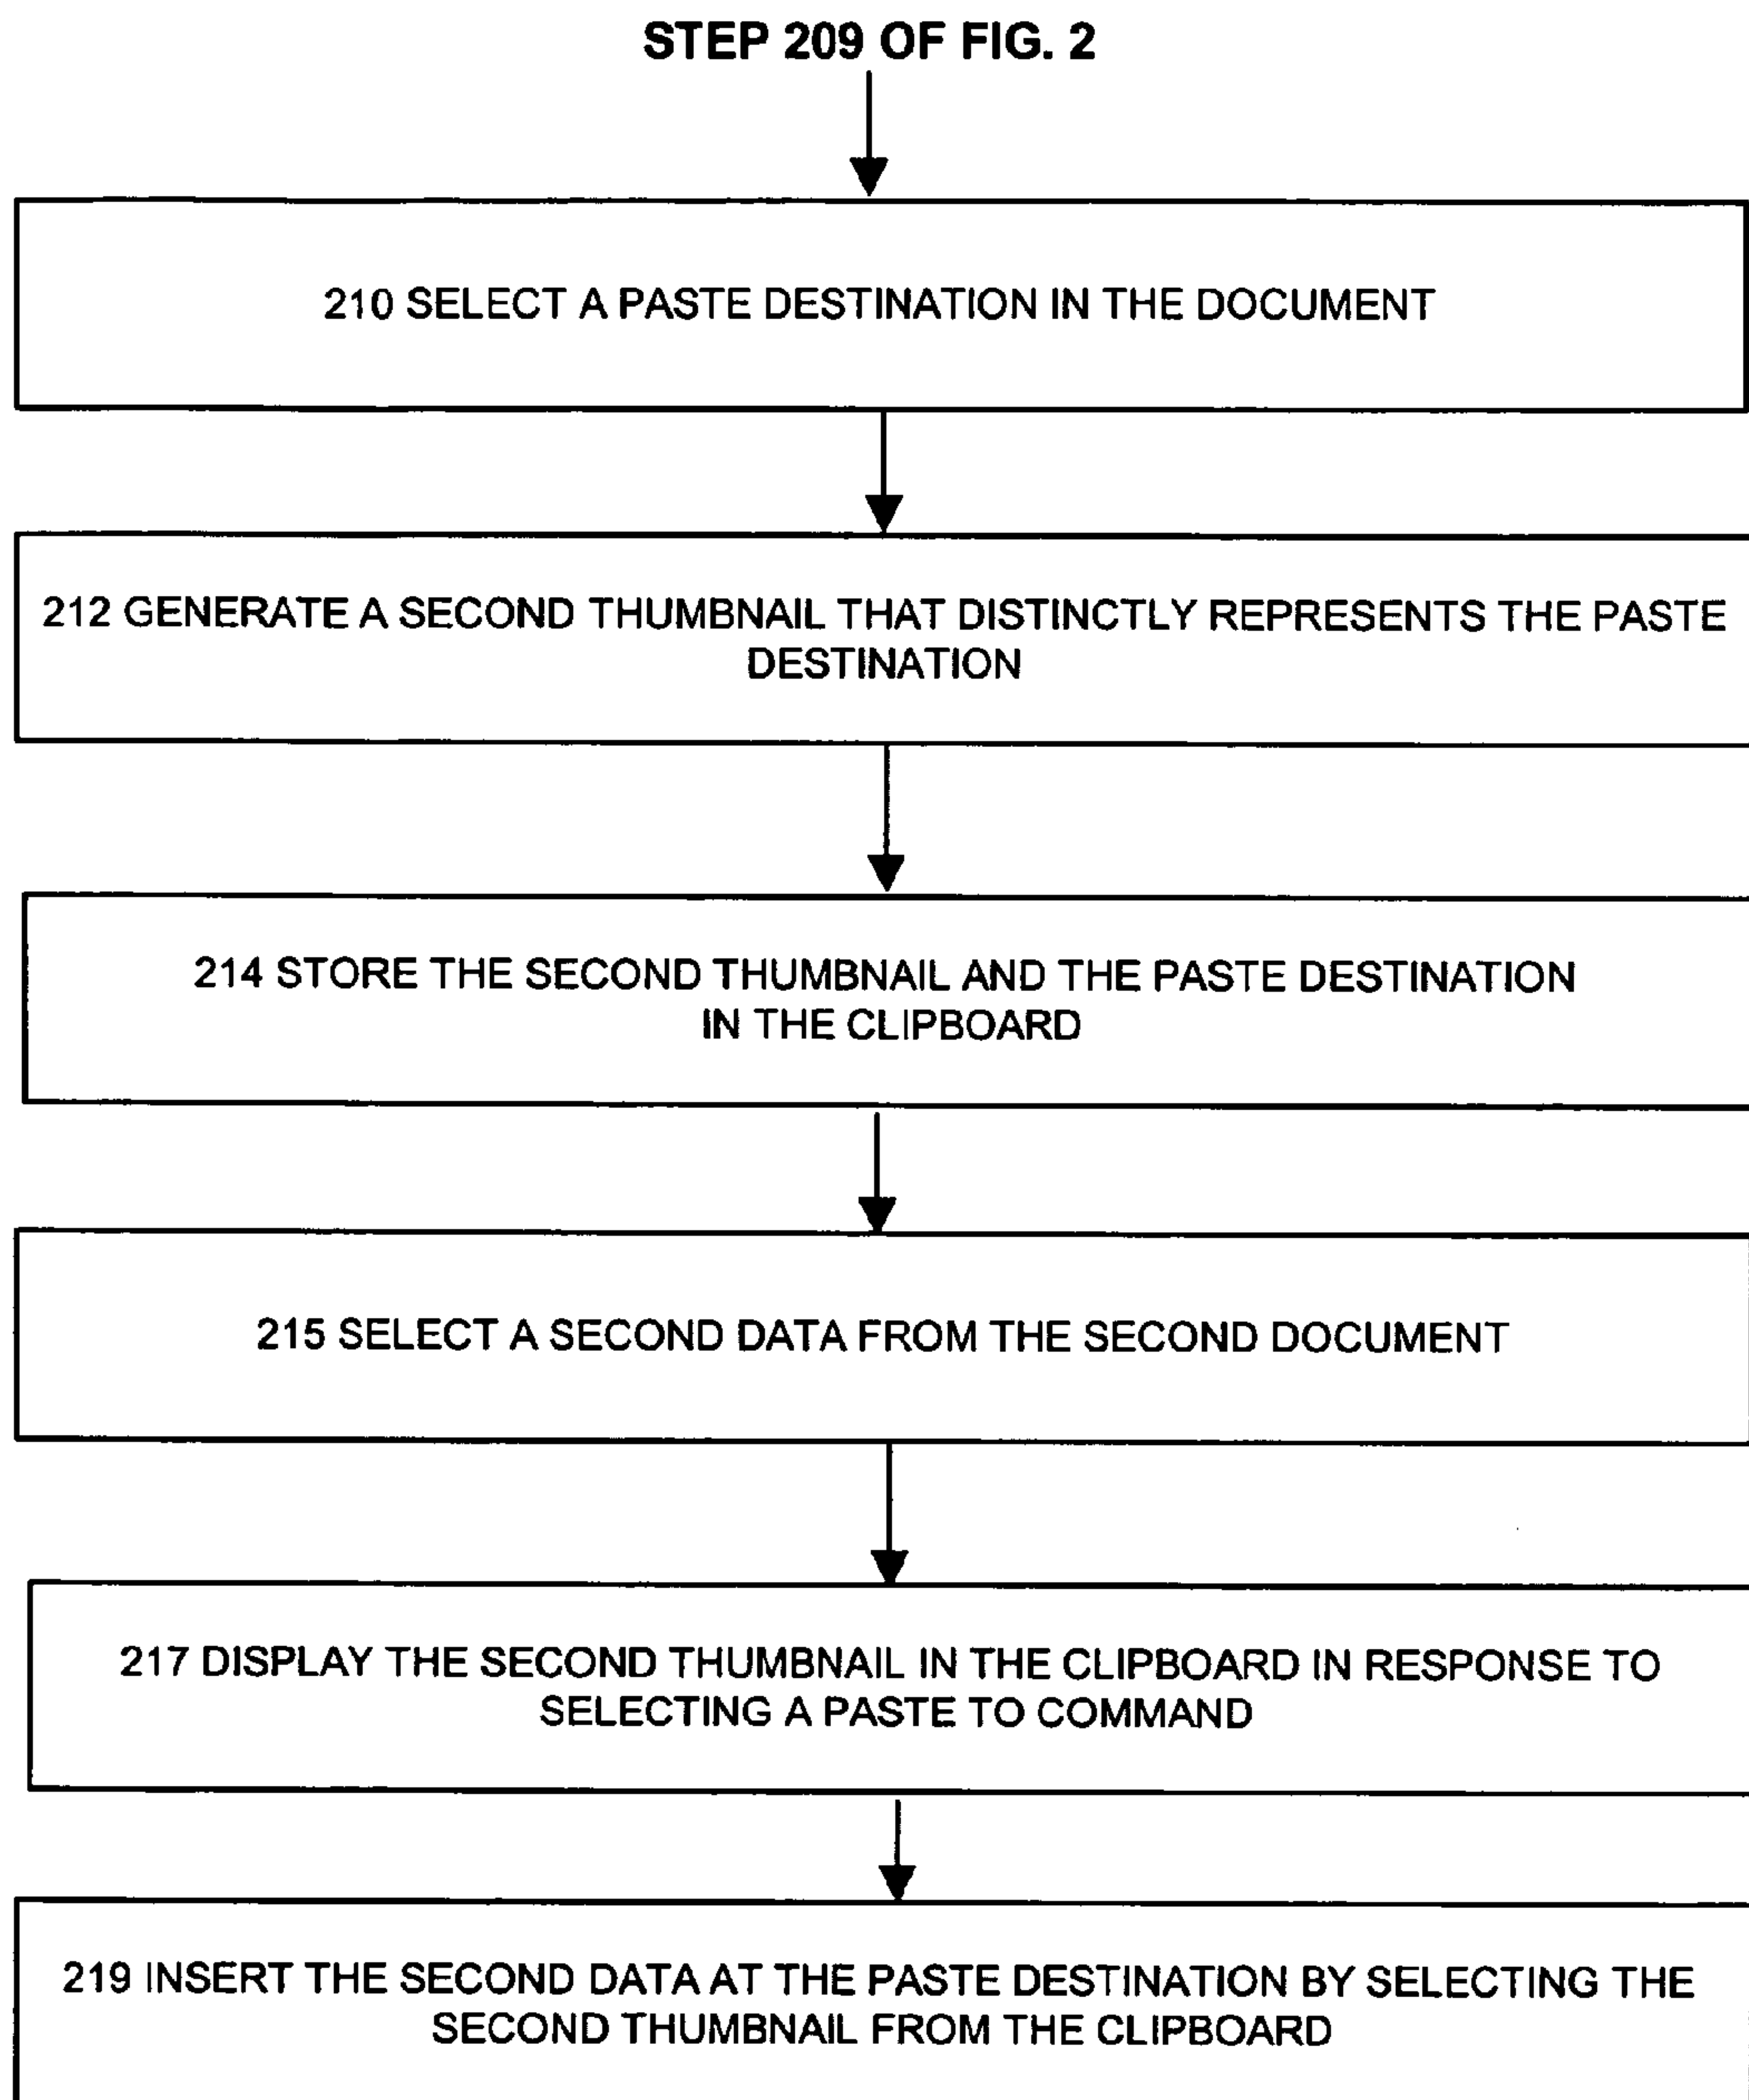 STEP 209 OF FIG. 2
210 SELECT A PASTE DESTINATION IN THE DOCUMENT
212 GENERATE A SECOND THUMBNAIL THAT DISTINCTLY REPRESENTS THE PASTE
DESTINATION
214 STORE THE SECOND THUMBNAIL AND THE PASTE DESTINATION
IN THE CLIPBOARD
215 SELECT A SECOND DATA FROM THE SECOND DOCUMENT
217 DISPLAY THE SECOND THUMBNAIL IN THE CLIPBOARD IN RESPONSE TO
SELECTING A PASTE TO COMMAND
219 INSERT THE SECOND DATA AT THE PASTE DESTINATION BY SELECTING THE
SECOND THUMBNAIL FROM THE CLIPBOARD